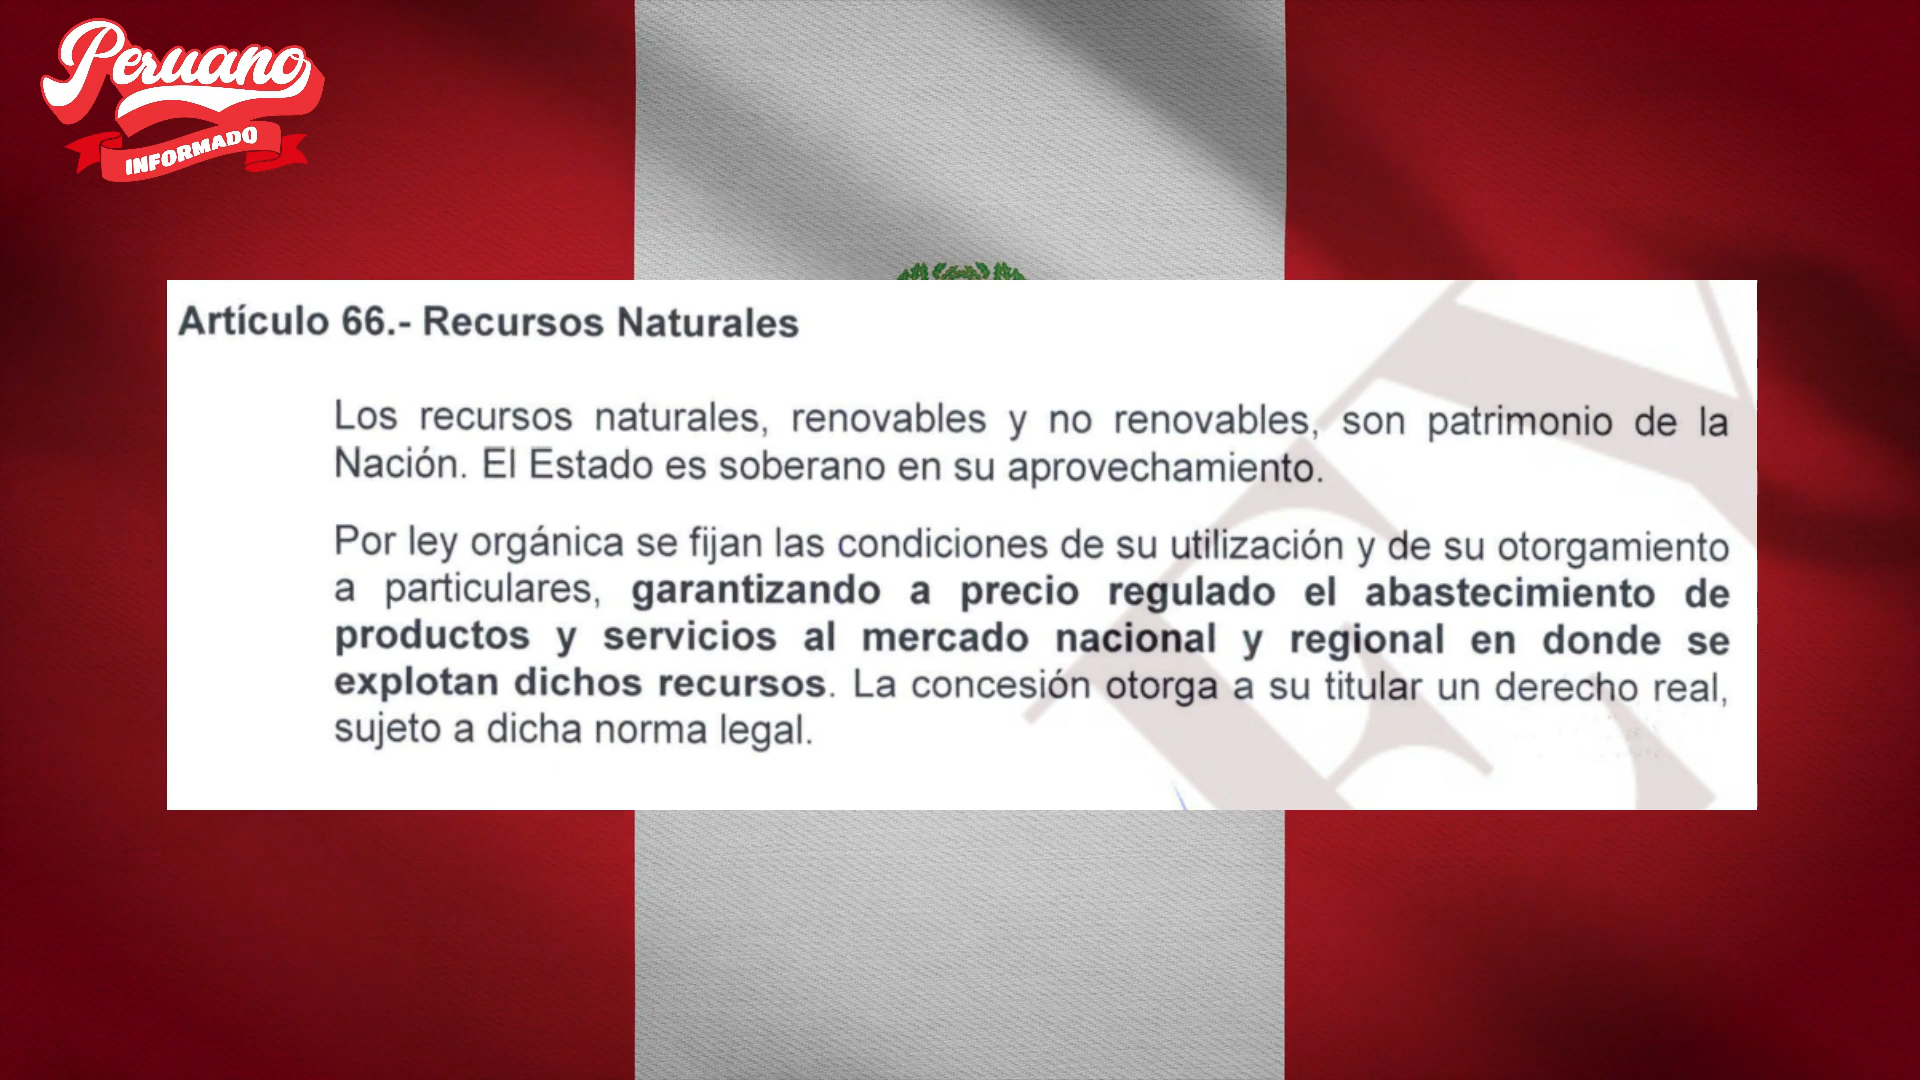 Peruano
INFORMADO
Artículo 66.- Recursos Naturales
Los recursos naturales, renovables y no renovables, son patrimonio de la
Nación. El Estado es soberano en su aprovechamiento.
Por ley orgánica se fijan las condiciones de su utilización y de su otorgamiento
a particulares, garantizando a precio regulado el abastecimiento de
productos y servicios al mercado nacional y regional en donde se
explotan dichos recursos. La concesión otorga a su titular un derecho real,
sujeto a dicha norma legal.
EY